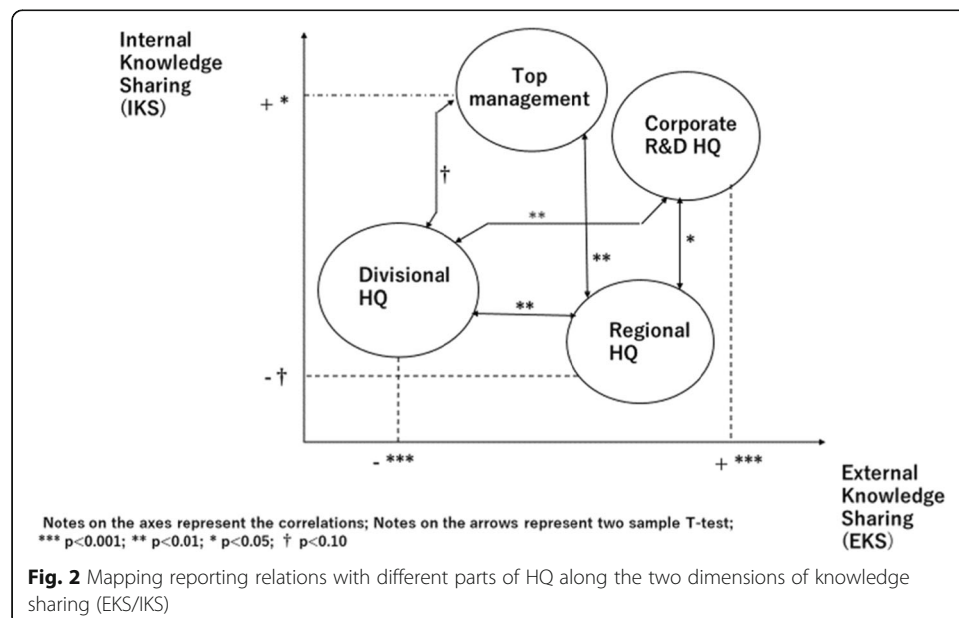 Internal
Knowledge
Sharing
(IKS)
Top
management
+ *
Corporate
R&D HQ
†
**
*
**
Divisional
HQ
**
Regional
HQ
- †
- ***
+ ***
External
Knowledge
Sharing
(EKS)
Notes on the axes represent the correlations; Notes on the arrows represent two sample T-test;
*** p<0.001; ** p<0.01; * p<0.05; † p<0.10
Fig. 2 Mapping reporting relations with different parts of HQ along the two dimensions of knowledge
sharing (EKS/IKS)